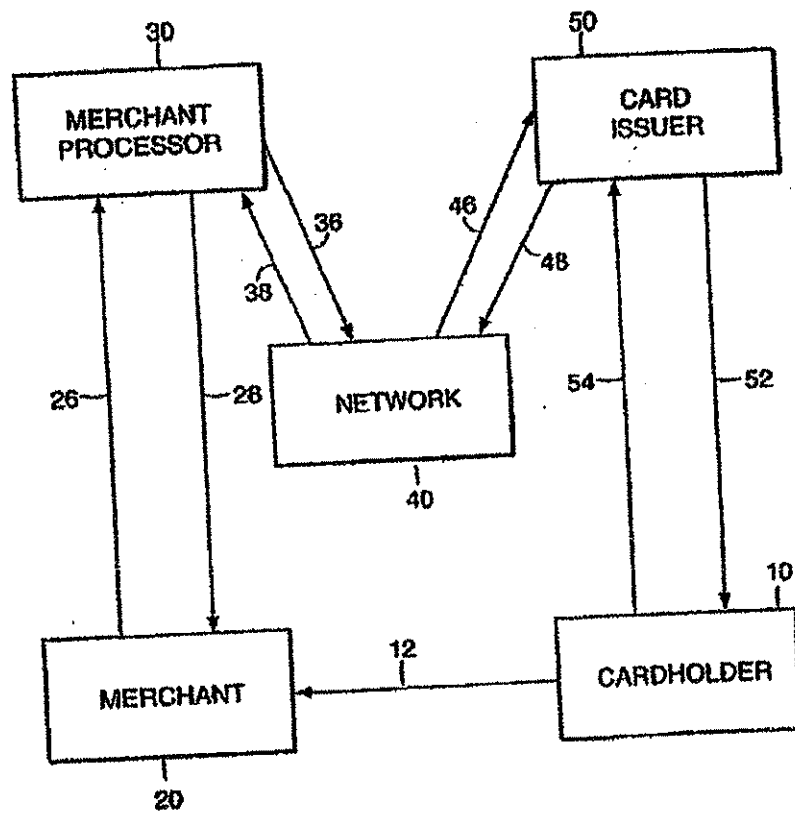 30
50
MERCHANT
PROCESSOR
CARD
ISSUER
36
38
46
48
26
28
NETWORK
54
52
40
10
12
MERCHANT
CARDHOLDER
20